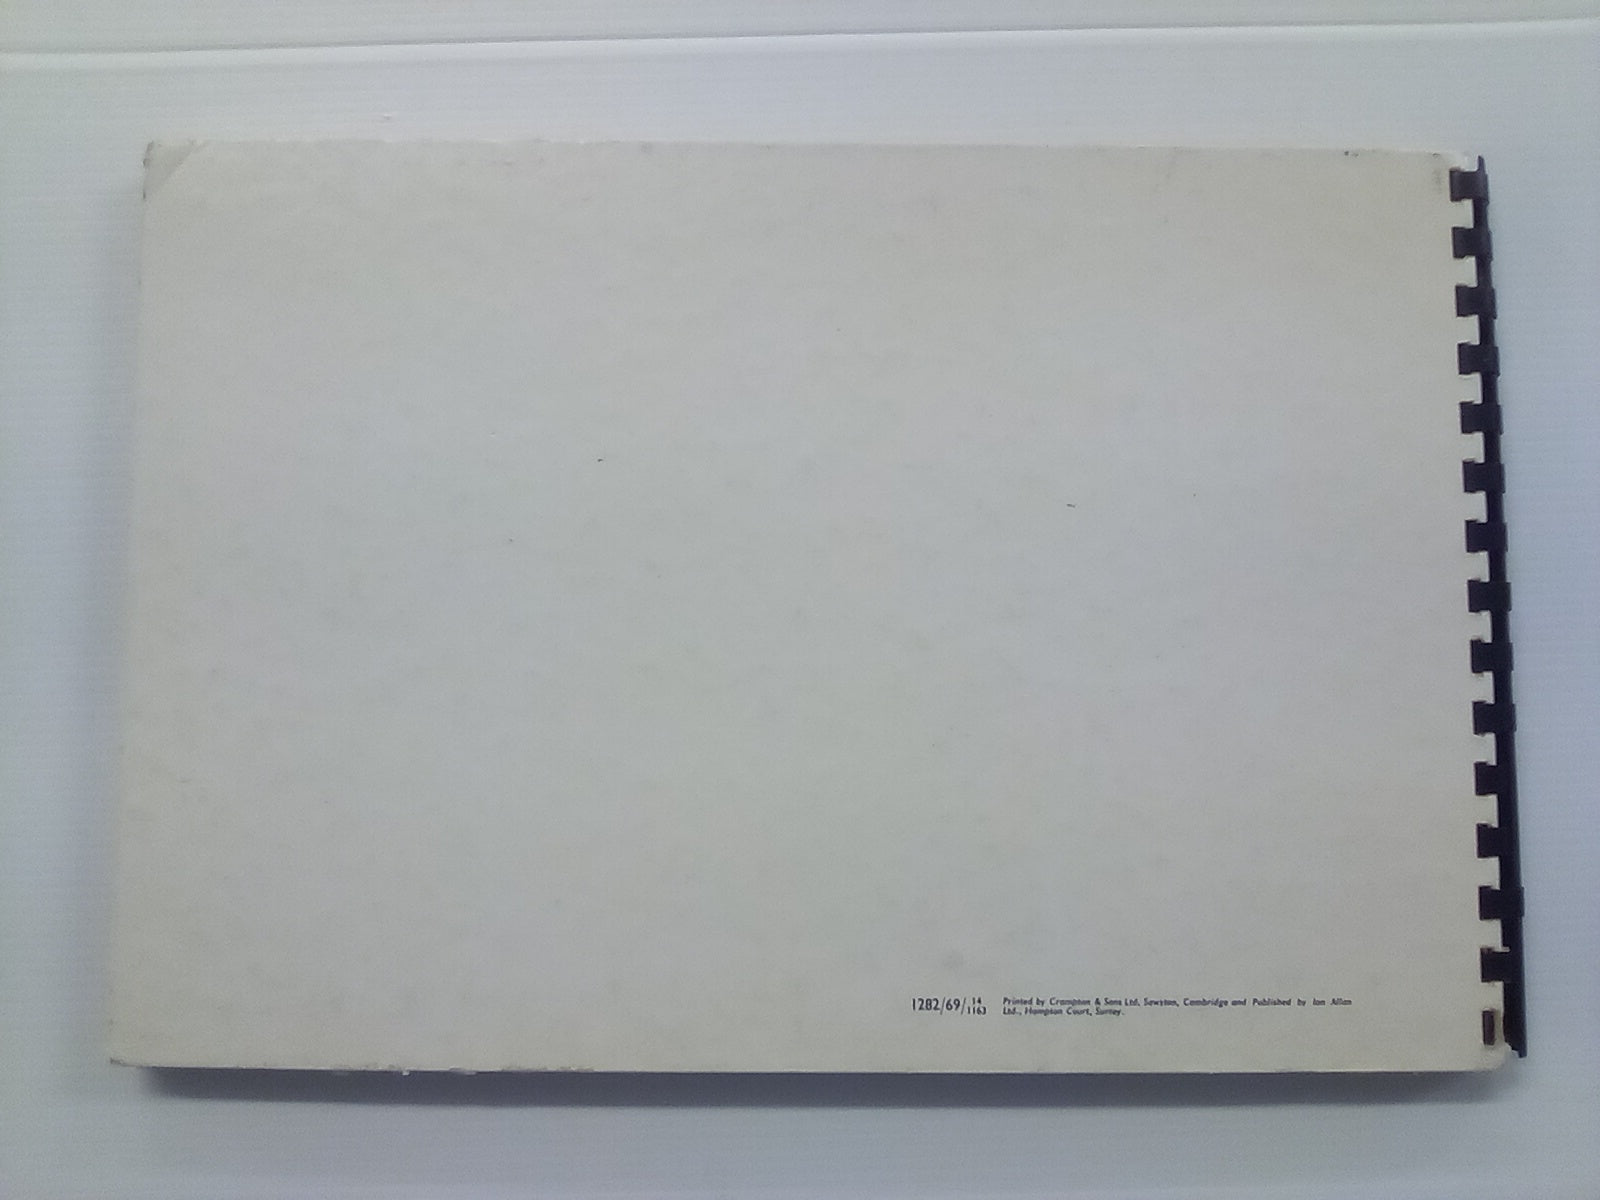 1282/69/14/1163 Printed by Crampton & Sons Ltd, Sawston, Cambridge and Published by Ian Allan
Ltd., Hampton Court, Surrey.